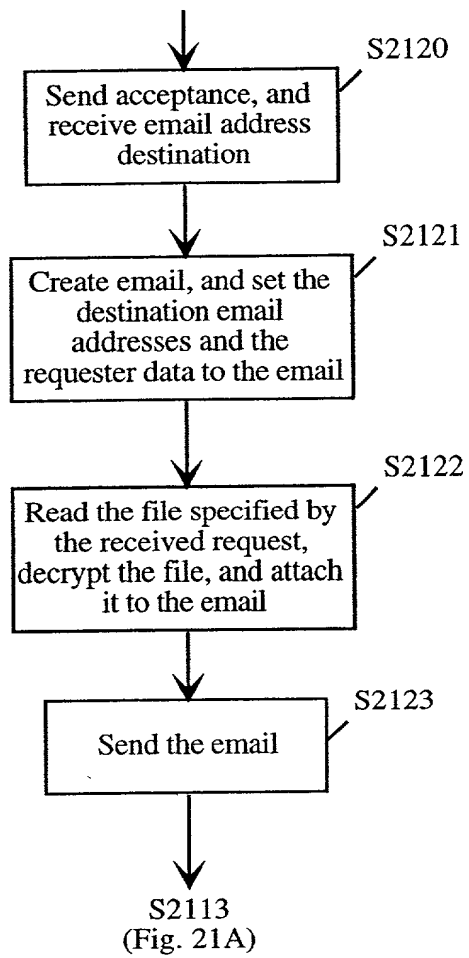 S2120
Send acceptance, and
receive email address
destination
S2121
Create email, and set the
destination email
addresses and the
requester data to the email
S2122
Read the file specified by
the received request,
decrypt the file, and attach
it to the email
S2123
Send the email
S2113
(Fig. 21A)